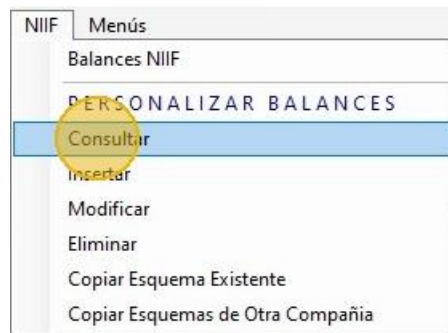 NIIF Menús
Balances NIIF
PERSONALIZAR BALANCES
Consultar
Insertar
Modificar
Eliminar
Copiar Esquema Existente
Copiar Esquemas de Otra Compañia